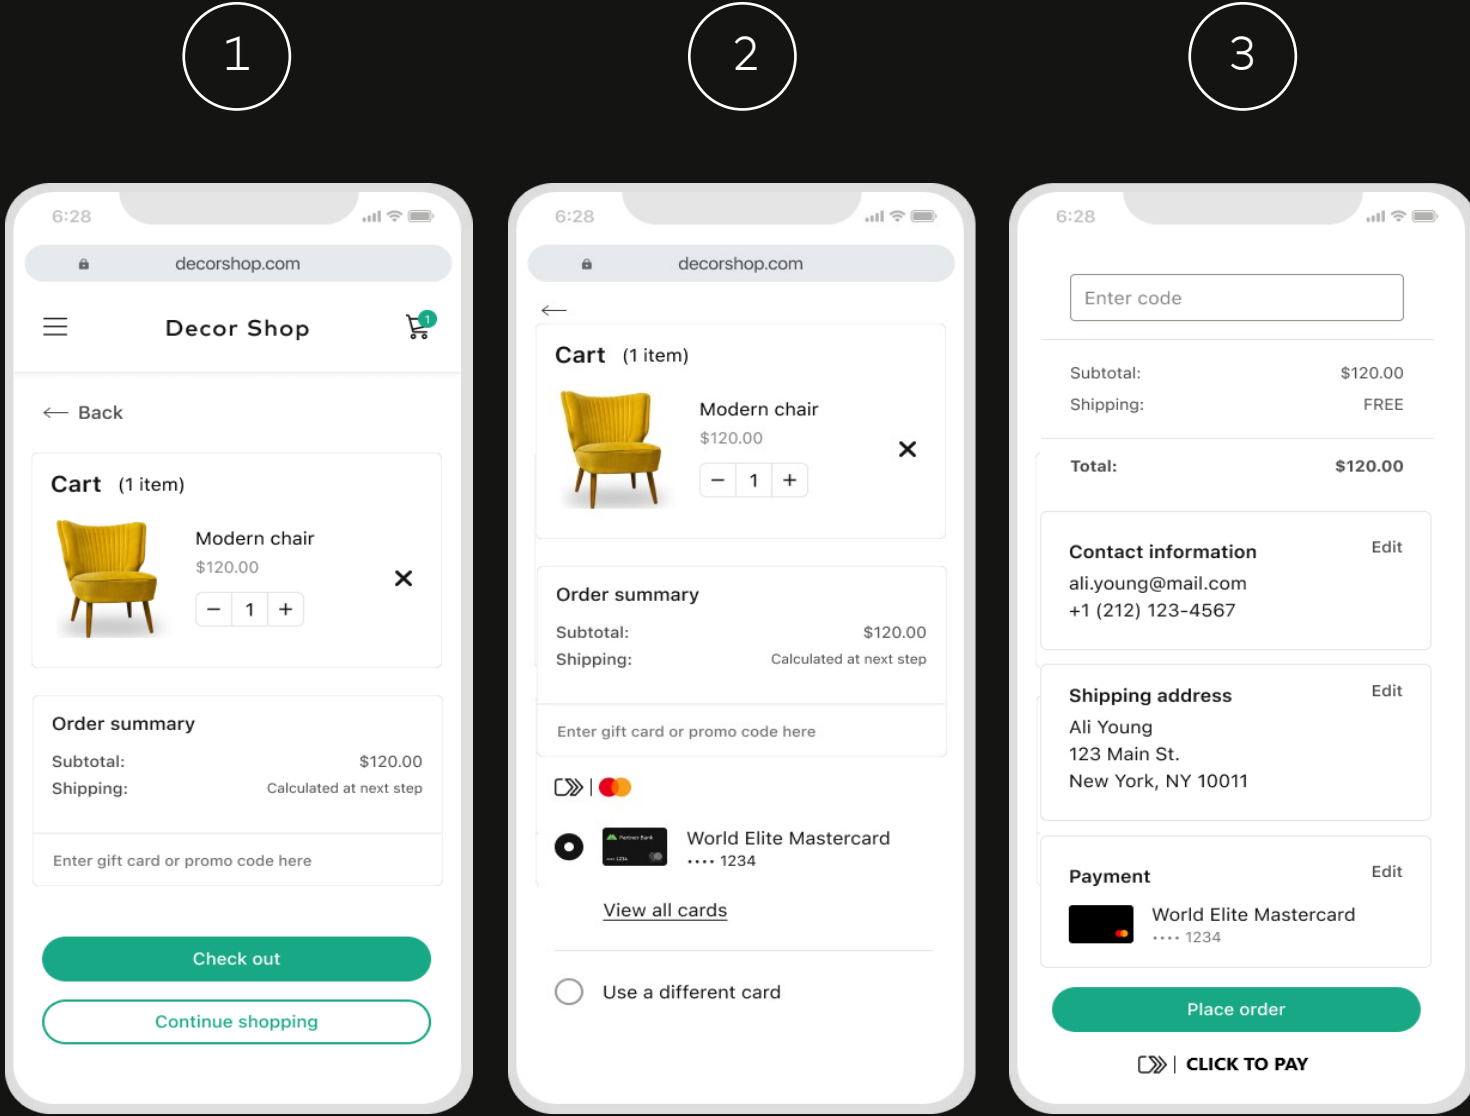 1
2
3
6:28
decorshop.com
Decor Shop
1
Back
Cart (1 item)
Modern chair
$120.00
1
Order summary
Subtotal: $120.00
Shipping: Calculated at next step
Enter gift card or promo code here
Check out
Continue shopping
6:28
decorshop.com
Cart (1 item)
Modern chair
$120.00
1
Order summary
Subtotal: $120.00
Shipping: Calculated at next step
Enter gift card or promo code here
Partner Bank
•••• 1234
World Elite Mastercard
•••• 1234
View all cards
Use a different card
6:28
Enter code
Subtotal: $120.00
Shipping: FREE
Total: $120.00
Contact information Edit
ali.young@mail.com
+1 (212) 123-4567
Shipping address Edit
Ali Young
123 Main St.
New York, NY 10011
Payment Edit
World Elite Mastercard
•••• 1234
Place order
CLICK TO PAY